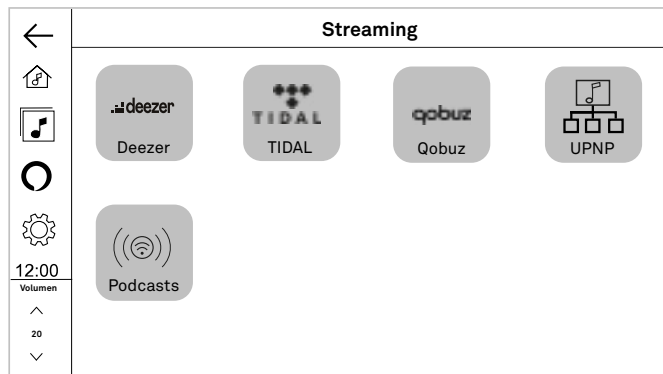 Streaming
deezer
Deezer
TIDAL
TIDAL
qobuz
Qobuz
UPNP
Podcasts
12:00
Volumen
20